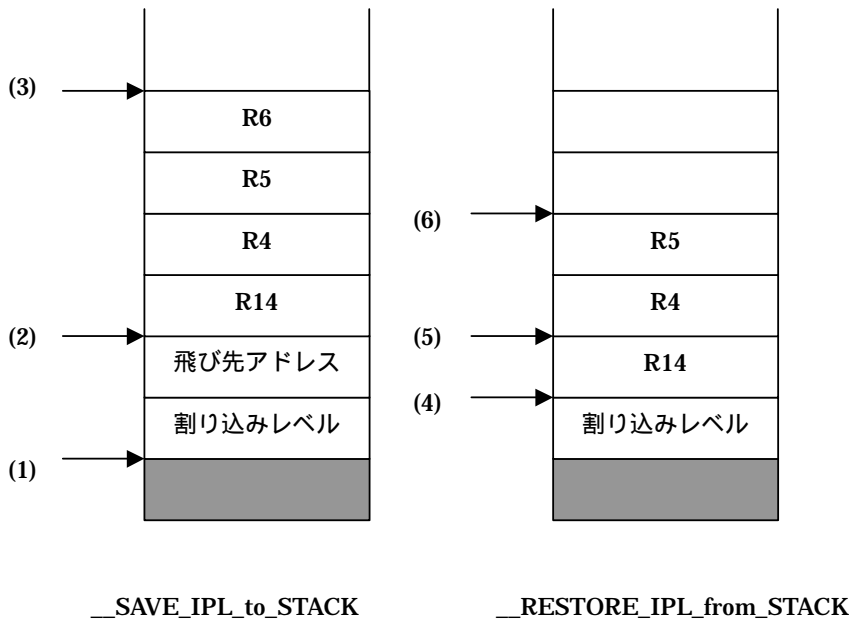 (3)
R6
R5
R4
R14
(2)
飛び先アドレス
割り込みレベル
(1)
__SAVE_IPL_to_STACK
(6)
R5
R4
(5)
R14
(4)
割り込みレベル
__RESTORE_IPL_from_STACK